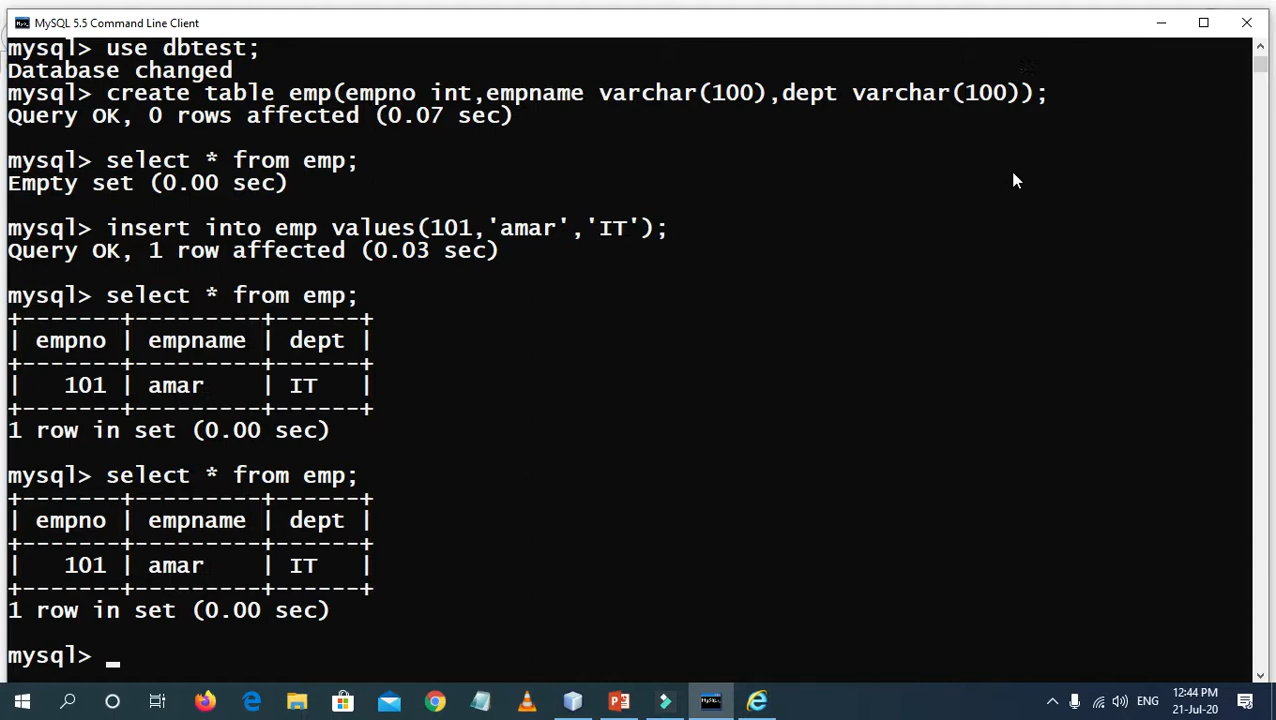 MySQL 5.5 Command Line Client
mysql> use dbtest;
Database changed
mysql> create table emp(empno int,empname varchar(100),dept varchar(100));
Query OK, 0 rows affected (0.07 sec)
mysql> select * from emp;
Empty set (0.00 sec)
mysql> insert into emp values(101,'amar','IT');
Query OK, 1 row affected (0.03 sec)
mysql> select * from emp;
+-------+---------+------+
| empno | empname | dept |
+-------+---------+------+
|   101 | amar    | IT   |
+-------+---------+------+
1 row in set (0.00 sec)
mysql> select * from emp;
+-------+---------+------+
| empno | empname | dept |
+-------+---------+------+
|   101 | amar    | IT   |
+-------+---------+------+
1 row in set (0.00 sec)
mysql> _
ENG
12:44 PM
21-Jul-20